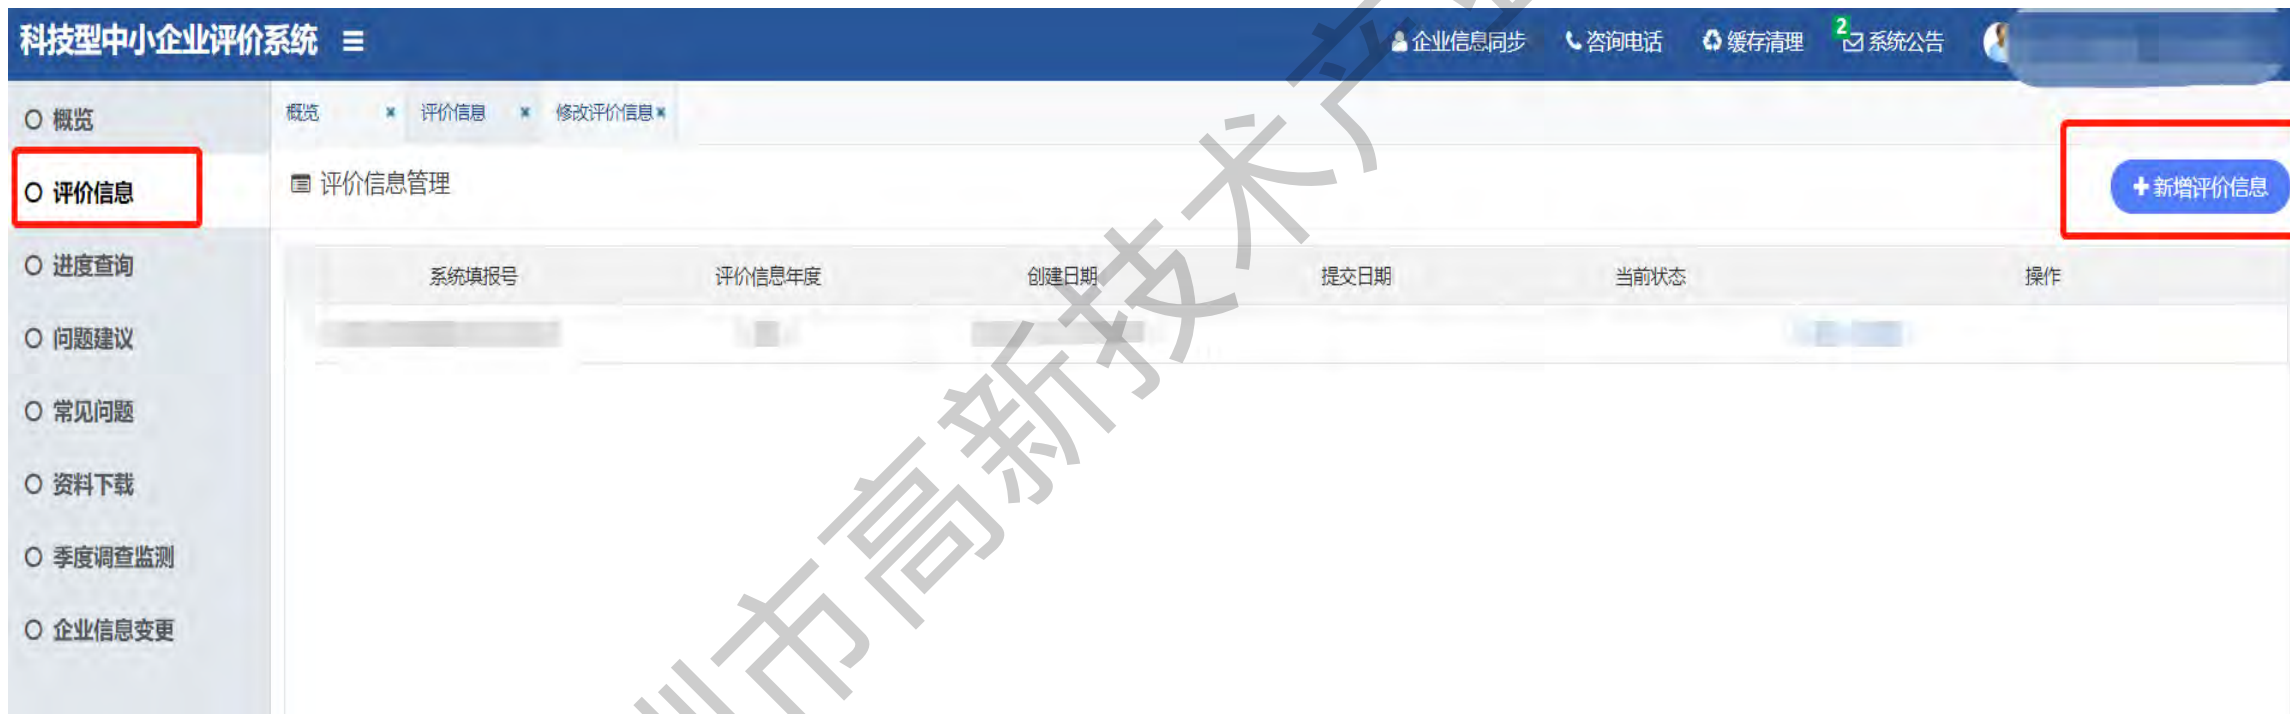 科技型中小企业评价系统
企业信息同步 咨询电话 缓存清理 2 系统公告
概览
评价信息
进度查询
问题建议
常见问题
资料下载
季度调查监测
企业信息变更
概览 × 评价信息 × 修改评价信息 ×
评价信息管理
+新增评价信息
系统填报号 评价信息年度 创建日期 提交日期 当前状态 操作
圳市高新技术产